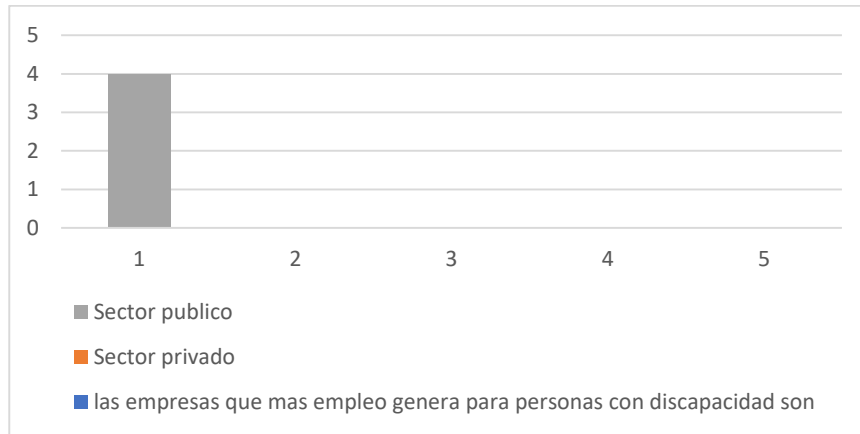 5
4
3
2
1
0
1 2 3 4 5
Sector publico
Sector privado
las empresas que mas empleo genera para personas con discapacidad son